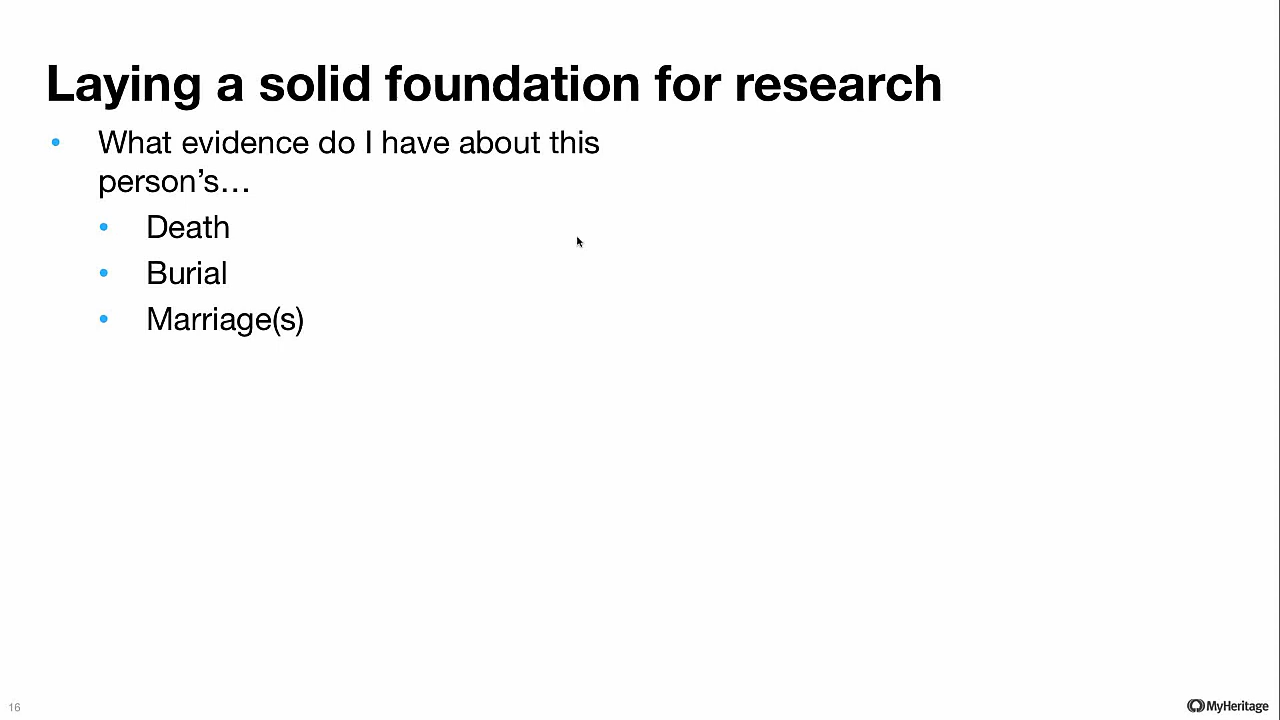 Laying a solid foundation for research
• What evidence do I have about this
person’s…
• Death
• Burial
• Marriage(s)
16
MyHeritage